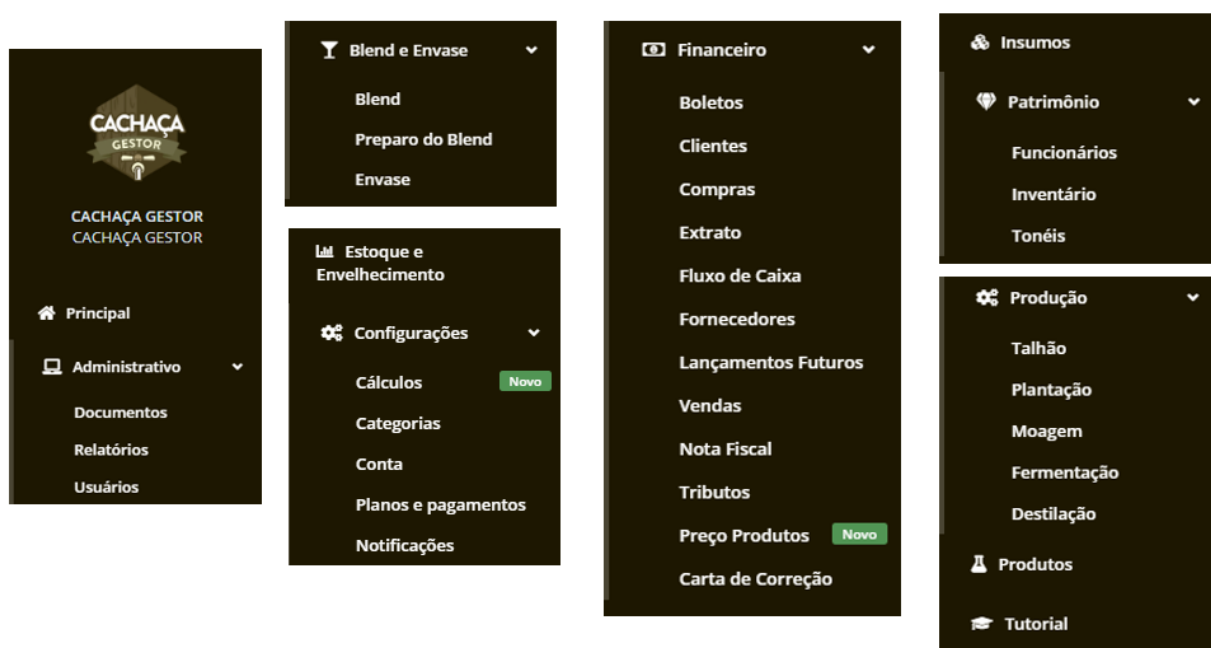 CACHAÇA
GESTOR
CACHAÇA GESTOR
CACHAÇA GESTOR
Principal
Administrativo
Documentos
Relatórios
Usuários
Blend e Envase
Blend
Preparo do Blend
Envase
Estoque e
Envelhecimento
Configurações
Cálculos Novo
Categorias
Conta
Planos e pagamentos
Notificações
Financeiro
Boletos
Clientes
Compras
Extrato
Fluxo de Caixa
Fornecedores
Lançamentos Futuros
Vendas
Nota Fiscal
Tributos
Preço Produtos Novo
Carta de Correção
Insumos
Patrimônio
Funcionários
Inventário
Tonéis
Produção
Talhão
Plantação
Moagem
Fermentação
Destilação
Produtos
Tutorial